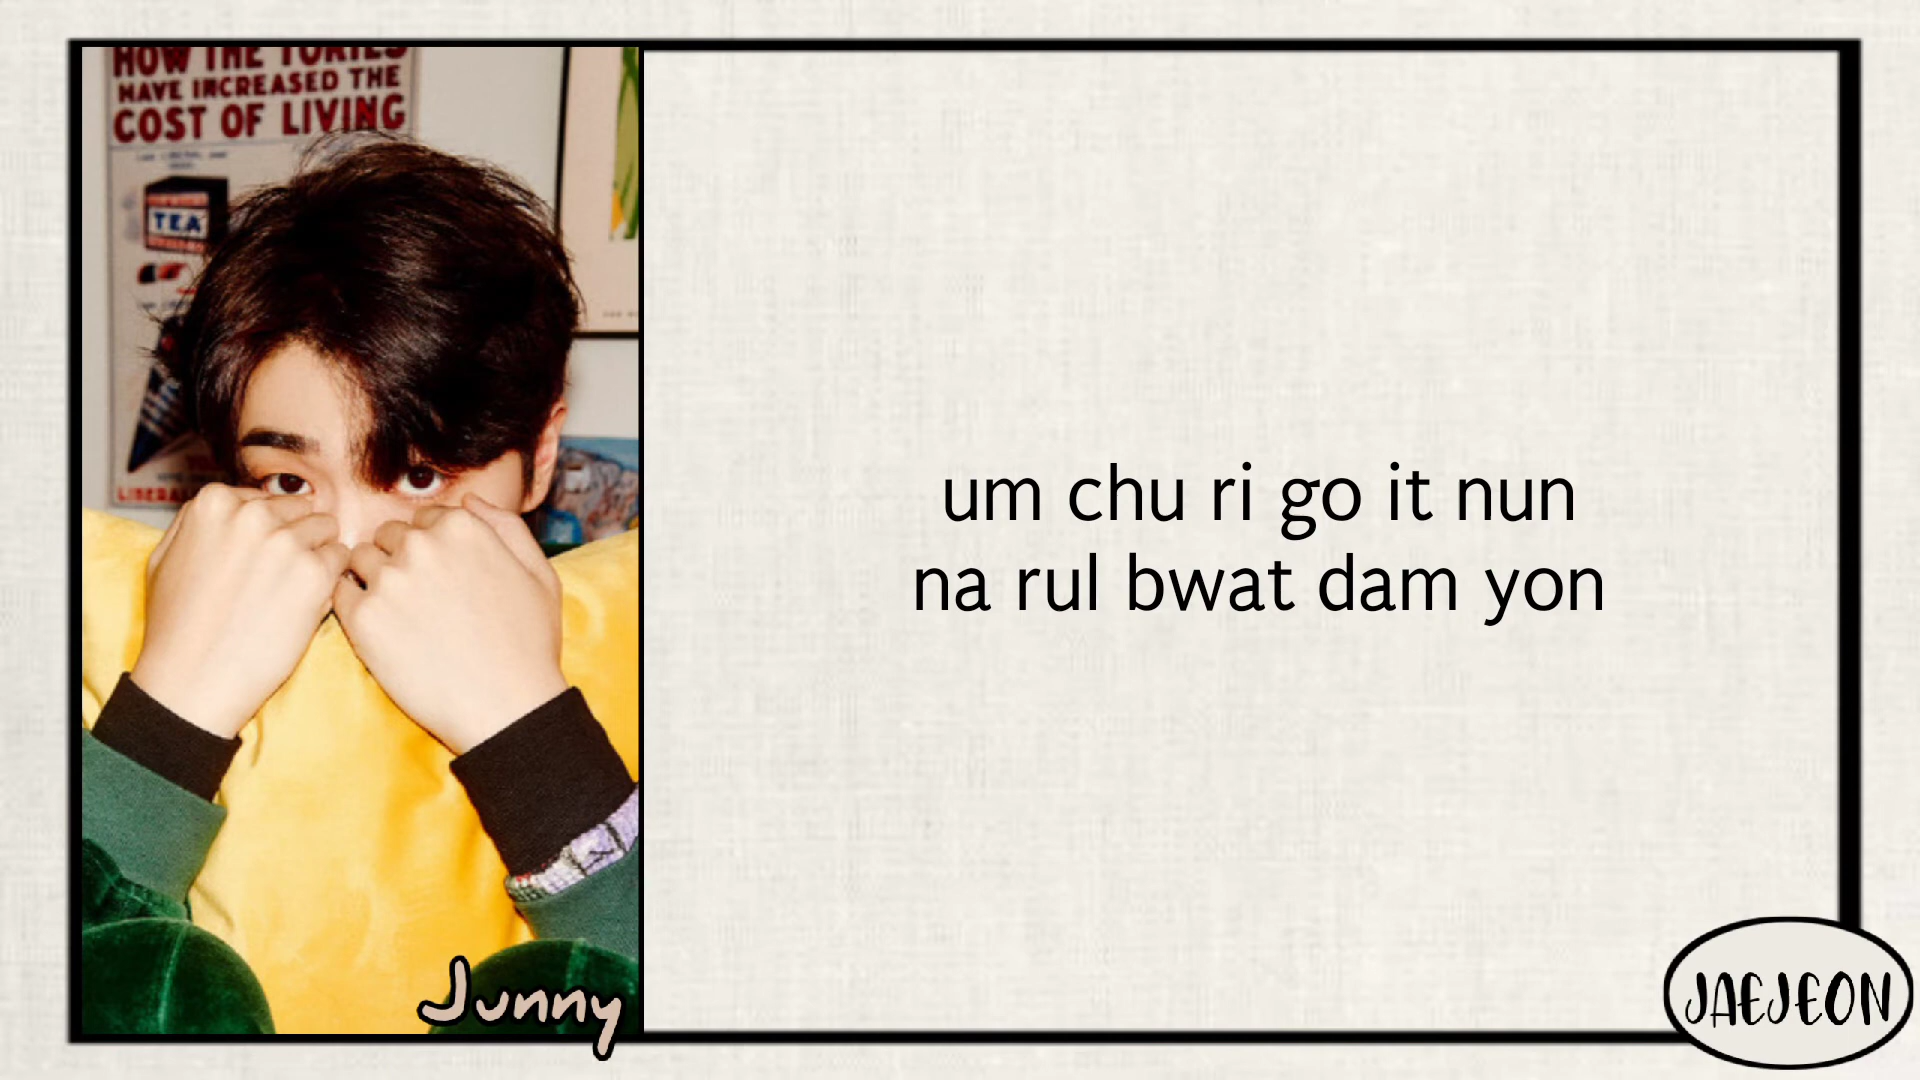 HOW THE TORIES
HAVE INCREASED THE
COST OF LIVING
TEA
LIBERAL
um chu ri go it nun
na rul bwat dam yon
Junny
JAEJEON